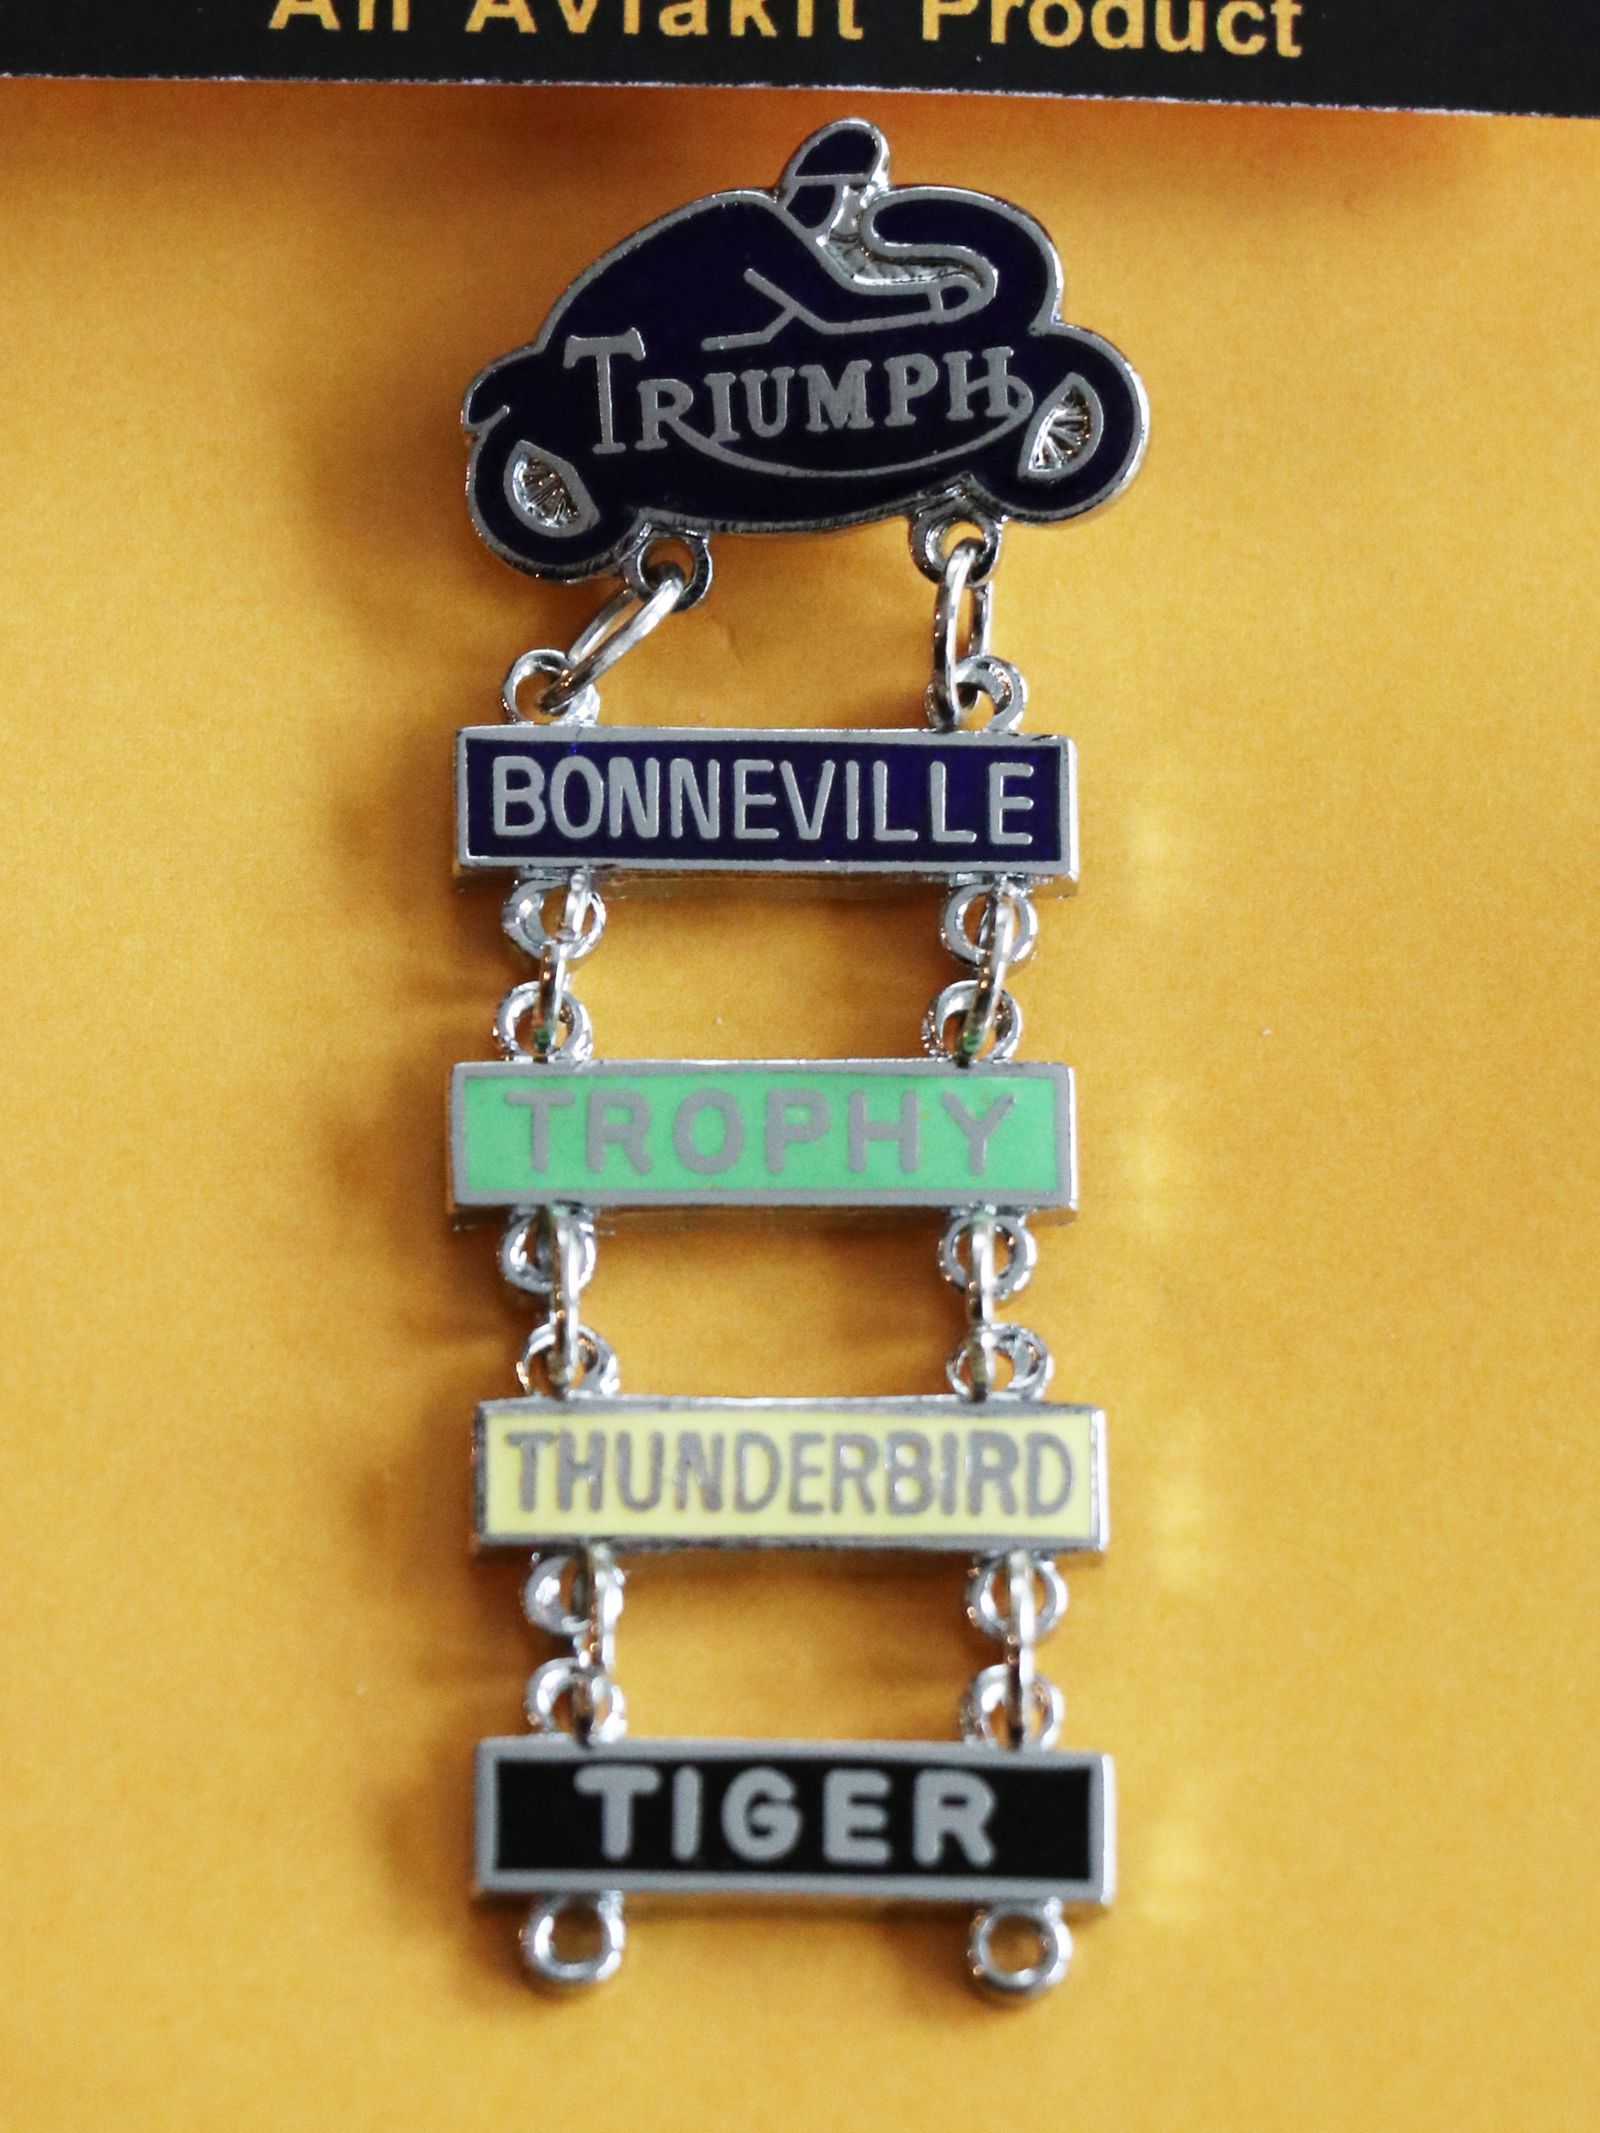 An Aviakit Product
TRIUMPH
BONNEVILLE
TROPHY
THUNDERBIRD
TIGER